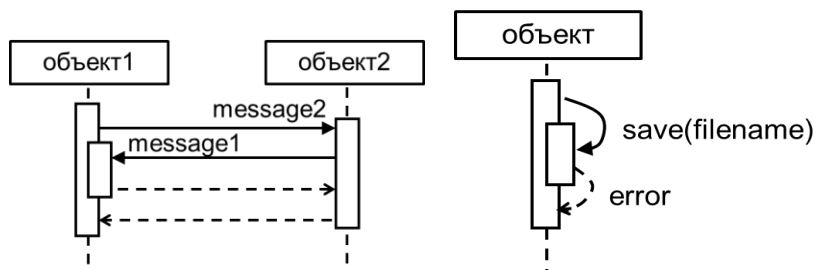 объект1
объект2
message2
message1
объект
save(filename)
error